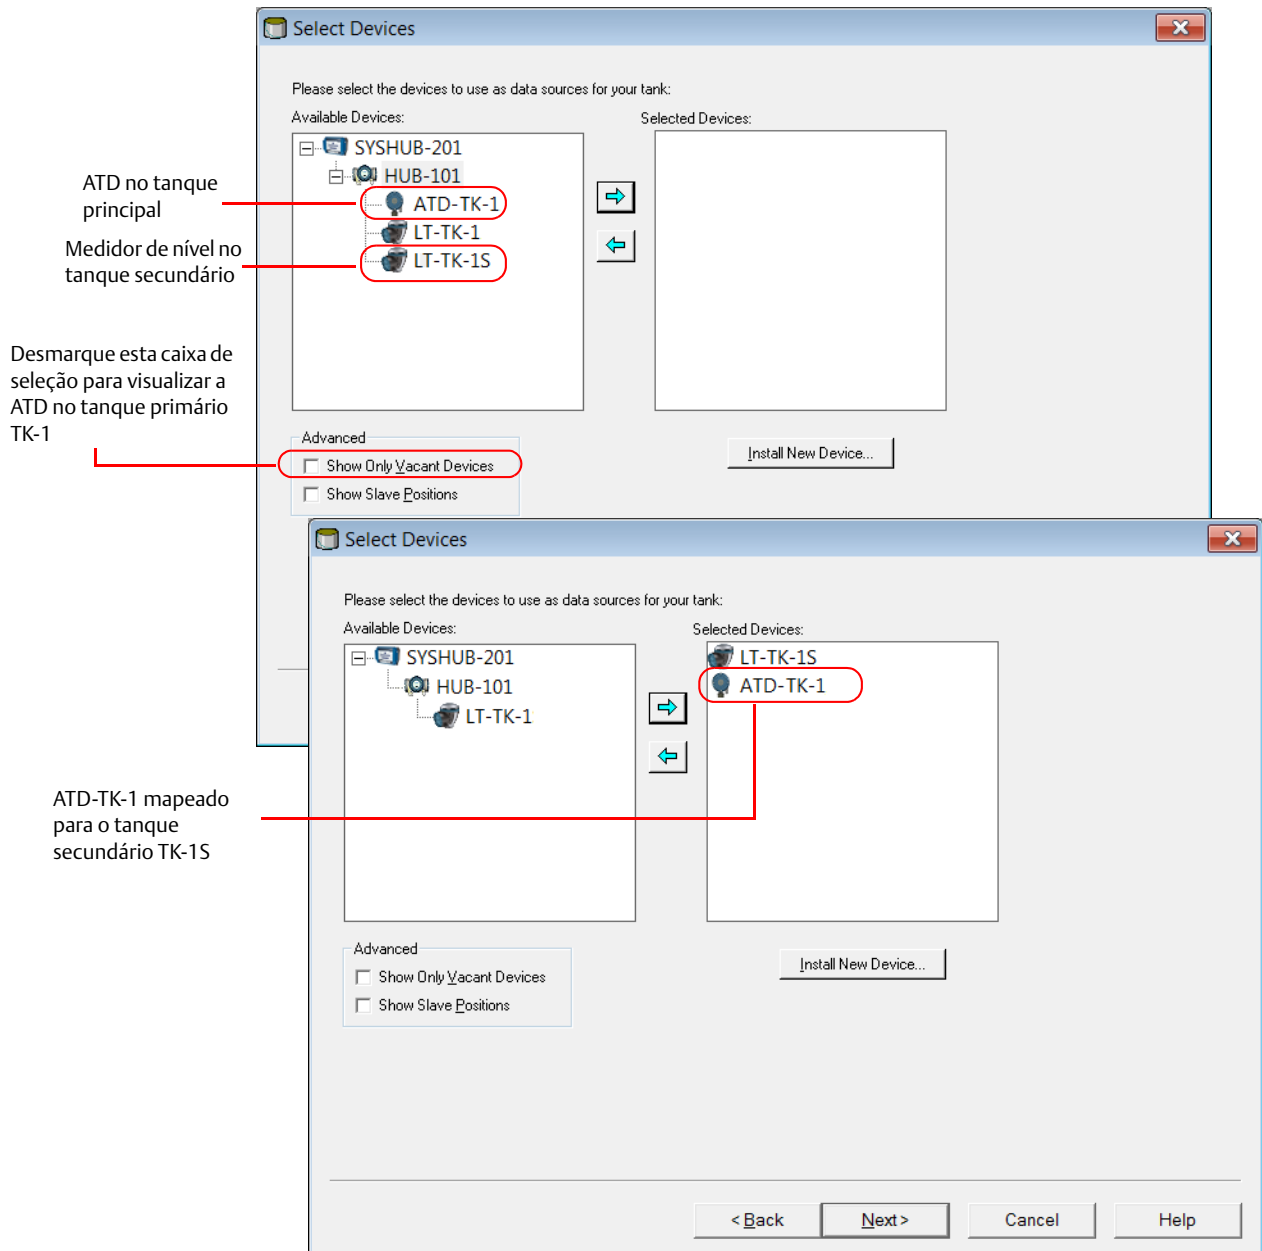 Select Devices
Please select the devices to use as data sources for your tank:
Available Devices:
Selected Devices:
SYSHUB-201
HUB-101
ATD-TK-1
LT-TK-1
LT-TK-1S
ATD no tanque
principal
Medidor de nível no
tanque secundário
Desmarque esta caixa de
seleção para visualizar a
ATD no tanque primário
TK-1
Advanced
Show Only Vacant Devices
Show Slave Positions
Install New Device...
Select Devices
Please select the devices to use as data sources for your tank:
Available Devices:
Selected Devices:
SYSHUB-201
HUB-101
LT-TK-1
LT-TK-1S
ATD-TK-1
ATD-TK-1 mapeado
para o tanque
secundário TK-1S
Advanced
Show Only Vacant Devices
Show Slave Positions
Install New Device...
< Back
Next >
Cancel
Help